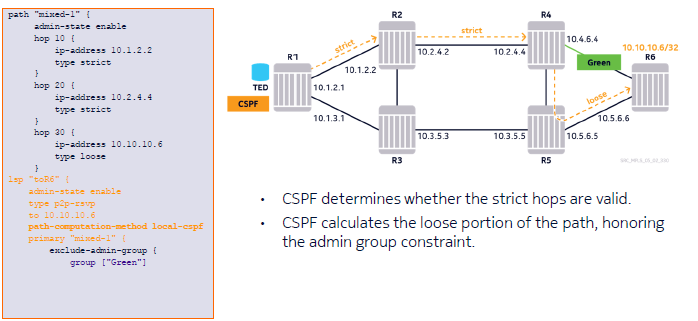 path "mixed-1" {
admin-state enable
hop 10 {
ip-address 10.1.2.2
type strict
}
hop 20 {
ip-address 10.2.4.4
type strict
}
hop 30 {
ip-address 10.10.10.6
type loose
}
lsp "toR6" {
admin-state enable
type p2p-rsvp
to 10.10.10.6
path-computation-method local-cspf
primary "mixed-1" {
exclude-admin-group {
group ["Green"]
R2
R4
strict
strict
10.4.6.4
10.10.10.6/32
R1
10.2.4.2
10.2.4.4
Green
R6
10.1.2.2
TED
10.1.2.1
loose
CSPF
10.1.3.1
10.5.6.6
10.3.5.3
10.3.5.5
10.5.6.5
R3
R5
• CSPF determines whether the strict hops are valid.
• CSPF calculates the loose portion of the path, honoring
the admin group constraint.